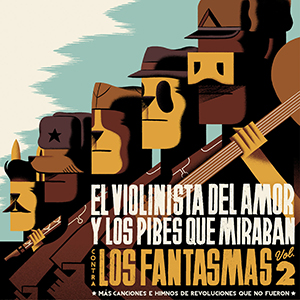 EL VIOLINISTA DEL AMOR
Y LOS PIBES QUE MIRABAN
CONTRA
LOS FANTASMAS Vol. 2
★ MÁS CANCIONES E HIMNOS DE REVOLUCIONES QUE NO FUERON ★